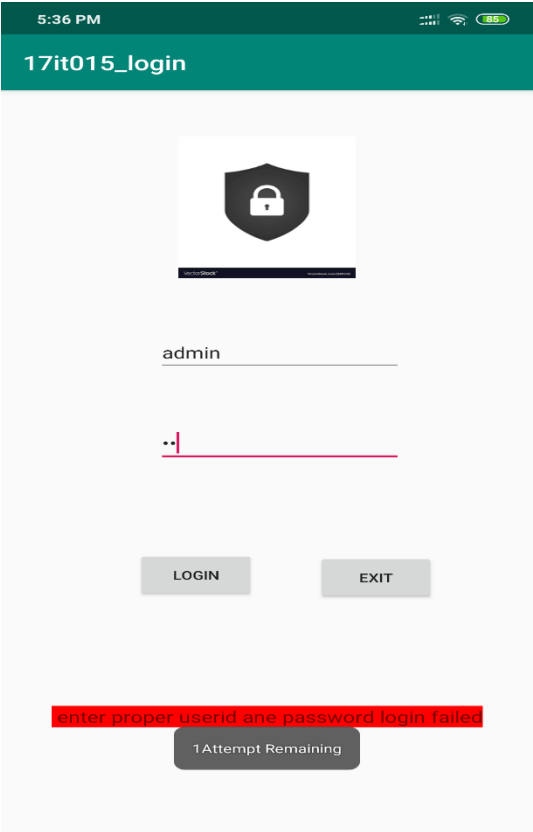 5:36 PM
85
17it015_login
VectorStock
admin
LOGIN
EXIT
enter proper userid ane password login failed
1Attempt Remaining